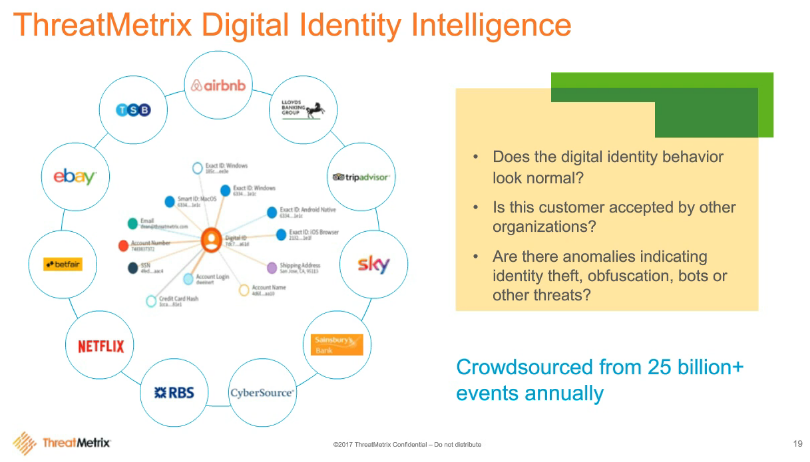 ThreatMetrix Digital Identity Intelligence
airbnb
TSB
LLOYDS
BANKING
GROUP
ebay
tripadvisor
betfair
sky
NETFLIX
Sainsbury's
Bank
RBS
CyberSource
Exact ID: Windows
Exact ID: Windows
Smart ID: MacOS
Exact ID: Android Native
Email
Exact ID: iOS Browser
Account Number
Digital ID
SSN
Shipping Address
San Jose, CA, 95113
Account Login
Account Name
Credit Card Hash
• Does the digital identity behavior
look normal?
• Is this customer accepted by other
organizations?
• Are there anomalies indicating
identity theft, obfuscation, bots or
other threats?
Crowdsourced from 25 billion+
events annually
ThreatMetrix
©2017 ThreatMetrix Confidential – Do not distribute
19